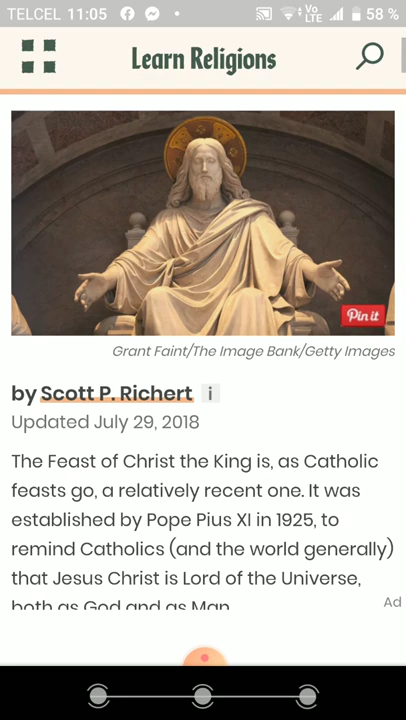 TELCEL 11:05
Vo
LTE
58 %
Learn Religions
Pin it
Grant Faint/The Image Bank/Getty Images
by Scott P. Richert i
Updated July 29, 2018
The Feast of Christ the King is, as Catholic
feasts go, a relatively recent one. It was
established by Pope Pius XI in 1925, to
remind Catholics (and the world generally)
that Jesus Christ is Lord of the Universe,
both as God and as Man.
Ad